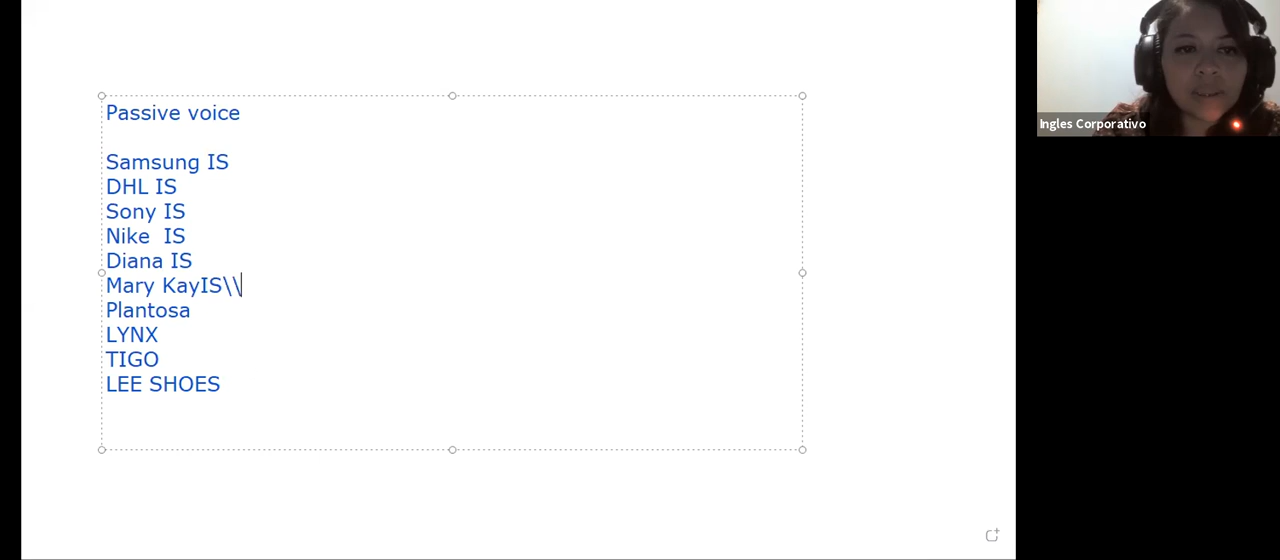 Passive voice
Samsung IS
DHL IS
Sony IS
Nike  IS
Diana IS
Mary KayIS\\
Plantosa
LYNX
TIGO
LEE SHOES
Ingles Corporativo